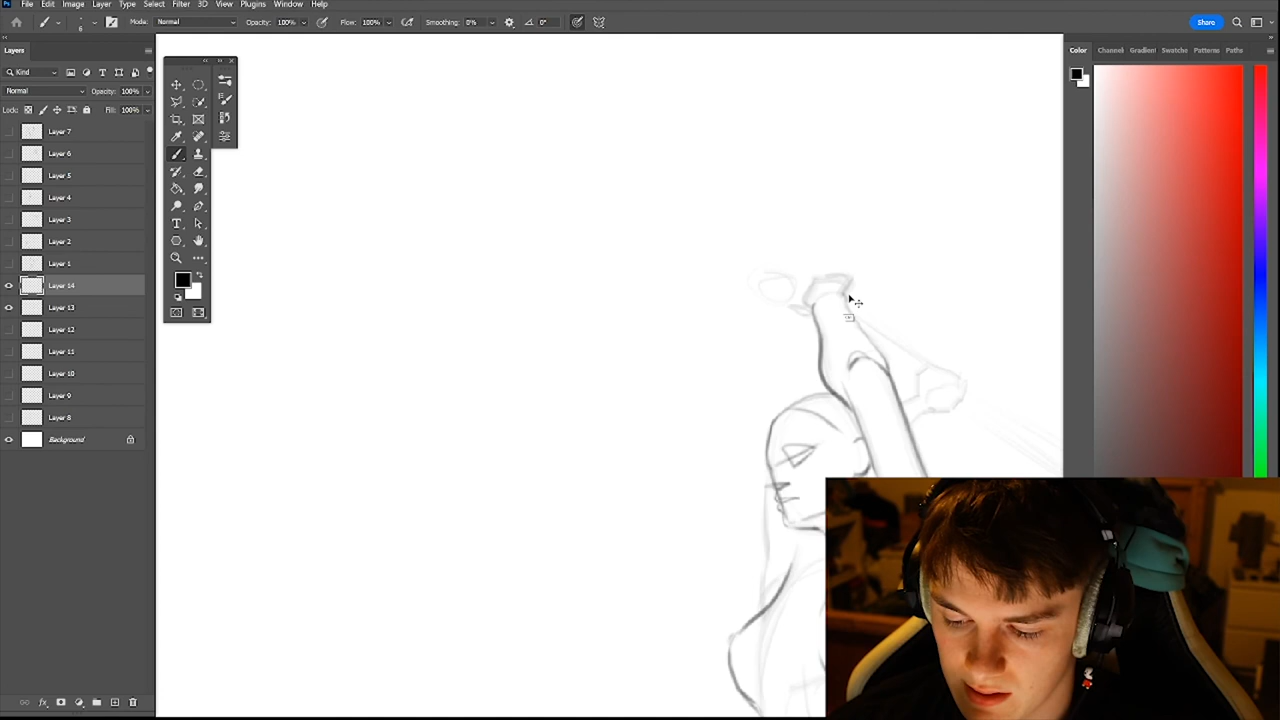 File Edit Image Layer Type Select Filter 3D View Plugins Window Help
Mode: Normal Opacity: 100% Flow: 100% Smoothing: 0% 0° Share
Layers
Kind
Normal Opacity: 100%
Lock: Fill: 100%
Layer 7
Layer 6
Layer 5
Layer 4
Layer 3
Layer 2
Layer 1
Layer 14
Layer 13
Layer 12
Layer 11
Layer 10
Layer 9
Layer 8
Background
Color Channel Gradient Swatche Patterns Paths